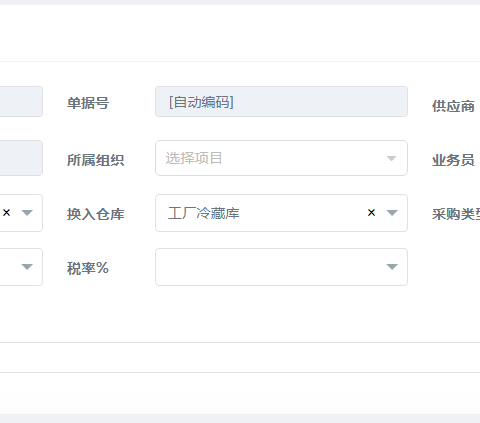 单据号 [自动编码] 供应商
所属组织 选择项目 业务员
× 换入仓库 工厂冷藏库 × 采购类型
税率%